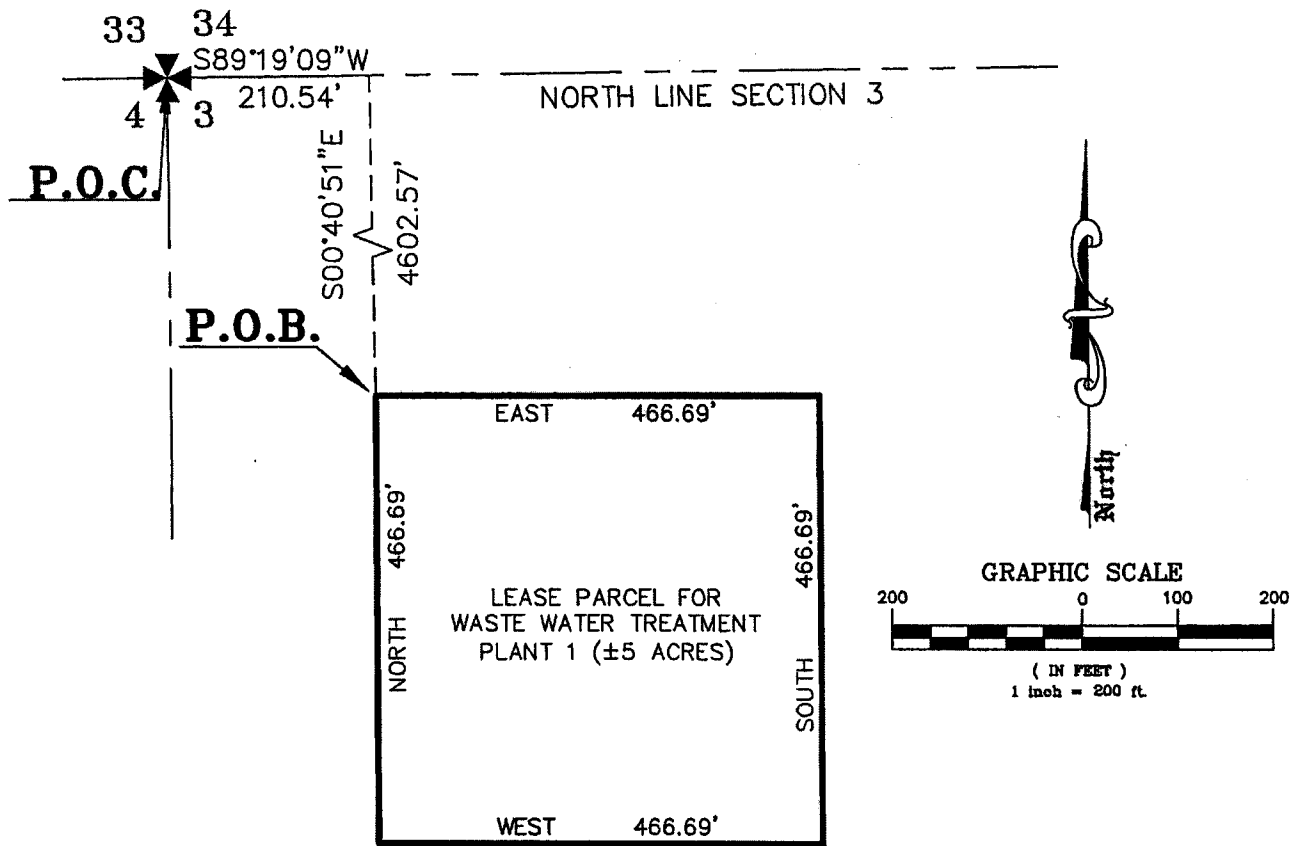 33 34
S89°19'09"W
210.54'
NORTH LINE SECTION 3
4 3
P.O.C.
S00°40'51"E
4602.57'
P.O.B.
EAST 466.69'
466.69'
NORTH
466.69'
SOUTH
LEASE PARCEL FOR
WASTE WATER TREATMENT
PLANT 1 (±5 ACRES)
WEST 466.69'
North
GRAPHIC SCALE
200 0 100 200
( IN FEET )
1 inch = 200 ft.